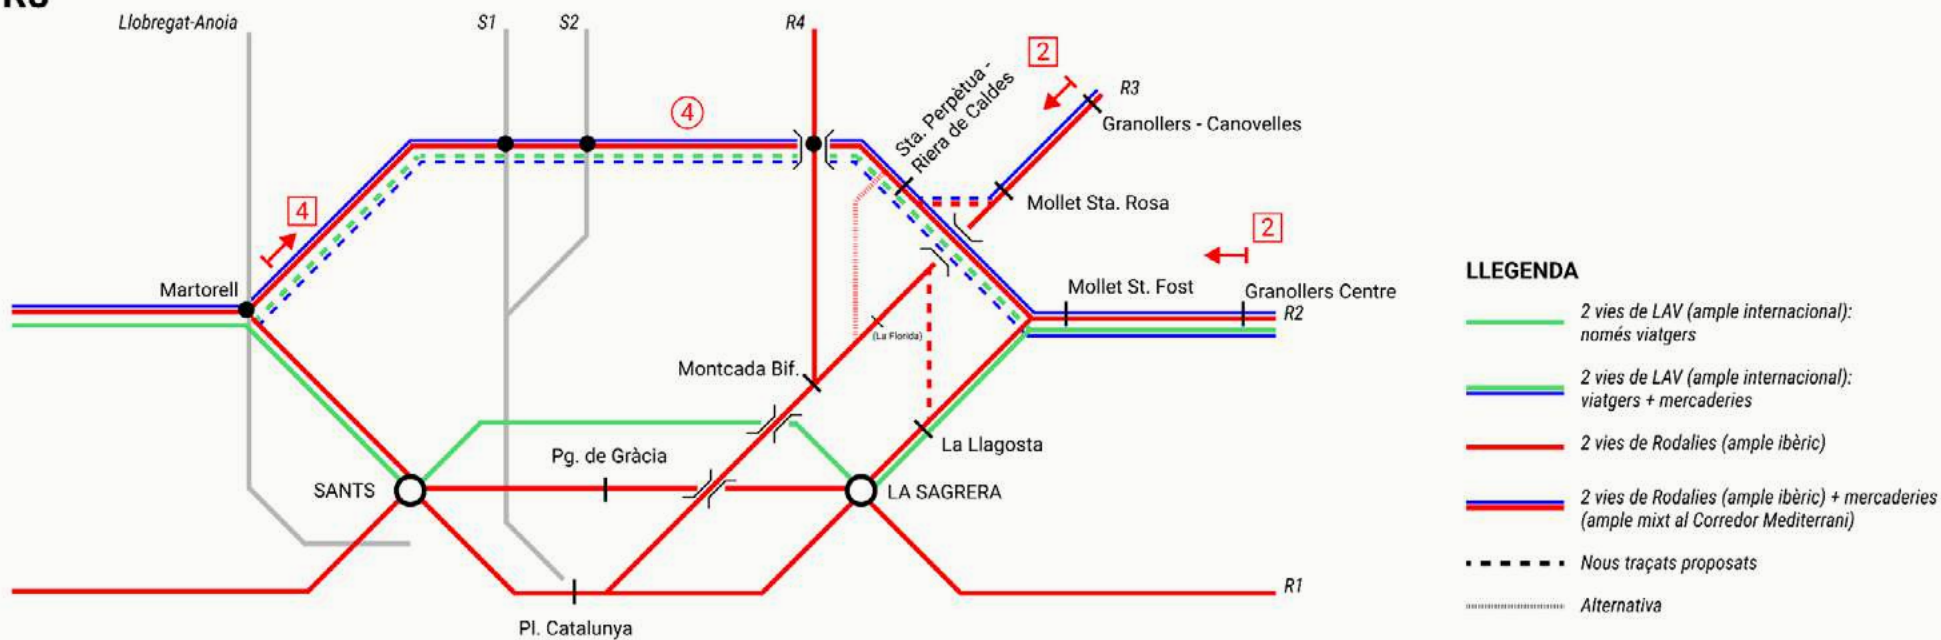 R8
Llobregat-Anoia
S1
S2
R4
2
Sta. Perpètua -
Riera de Caldes
R3
Granollers - Canovelles
4
Mollet Sta. Rosa
4
2
Martorell
Mollet St. Fost
Granollers Centre
R2
(La Florida)
Montcada Bif.
La Llagosta
Pg. de Gràcia
SANTS
LA SAGRERA
R1
Pl. Catalunya
LLEGENDA
2 vies de LAV (ample internacional):
només viatgers
2 vies de LAV (ample internacional):
viatgers + mercaderies
2 vies de Rodalies (ample ibèric)
2 vies de Rodalies (ample ibèric) + mercaderies
(ample mixt al Corredor Mediterrani)
Nous traçats proposats
Alternativa